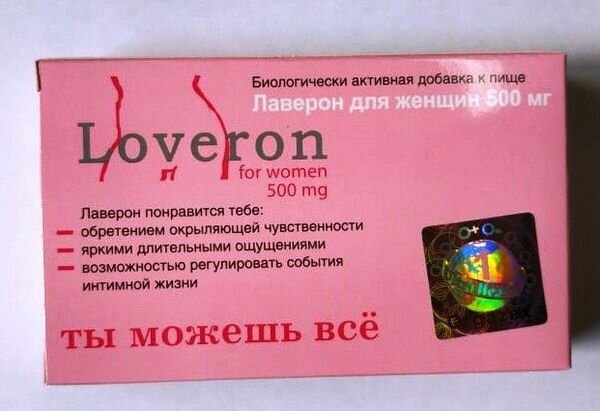 Биологически активная добавка к пище
Лаверон для женщин 500 мг
Loveron
for women
500 mg
Лаверон понравится тебе:
обретением окрыляющей чувственности
яркими длительными ощущениями
возможностью регулировать события
интимной жизни
ты можешь всё